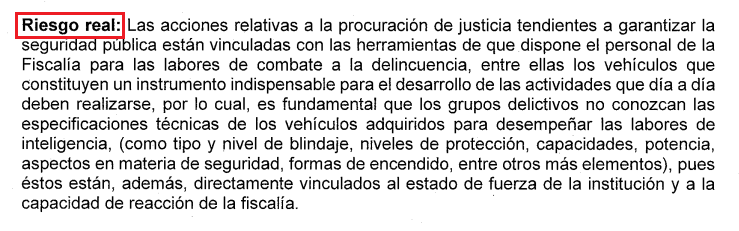 Riesgo real: Las acciones relativas a la procuración de justicia tendientes a garantizar la
seguridad pública están vinculadas con las herramientas de que dispone el personal de la
Fiscalía para las labores de combate a la delincuencia, entre ellas los vehículos que
constituyen un instrumento indispensable para el desarrollo de las actividades que día a día
deben realizarse, por lo cual, es fundamental que los grupos delictivos no conozcan las
especificaciones técnicas de los vehículos adquiridos para desempeñar las labores de
inteligencia, (como tipo y nivel de blindaje, niveles de protección, capacidades, potencia,
aspectos en materia de seguridad, formas de encendido, entre otros más elementos), pues
éstos están, además, directamente vinculados al estado de fuerza de la institución y a la
capacidad de reacción de la fiscalía.